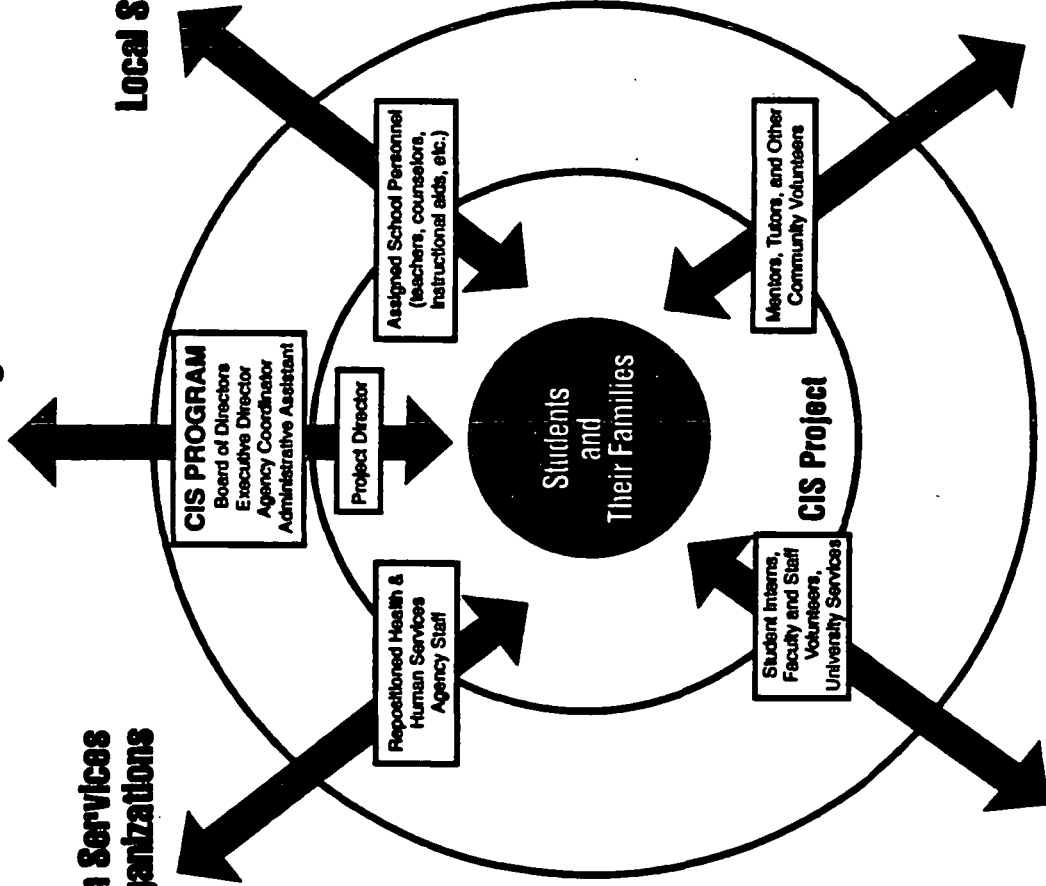 Local S
n Services
anizations
CIS PROGRAM
Board of Directors
Executive Director
Agency Coordinator
Administrative Assistant
Project Director
Repositioned Health &
Human Services
Agency Staff
Assigned School Personnel
(teachers, counselors,
instructional aids, etc.)
Students
and
Their Families
CIS Project
Student Interns,
Faculty and Staff
Volunteers,
University Services
Mentors, Tutors, and Other
Community Volunteers